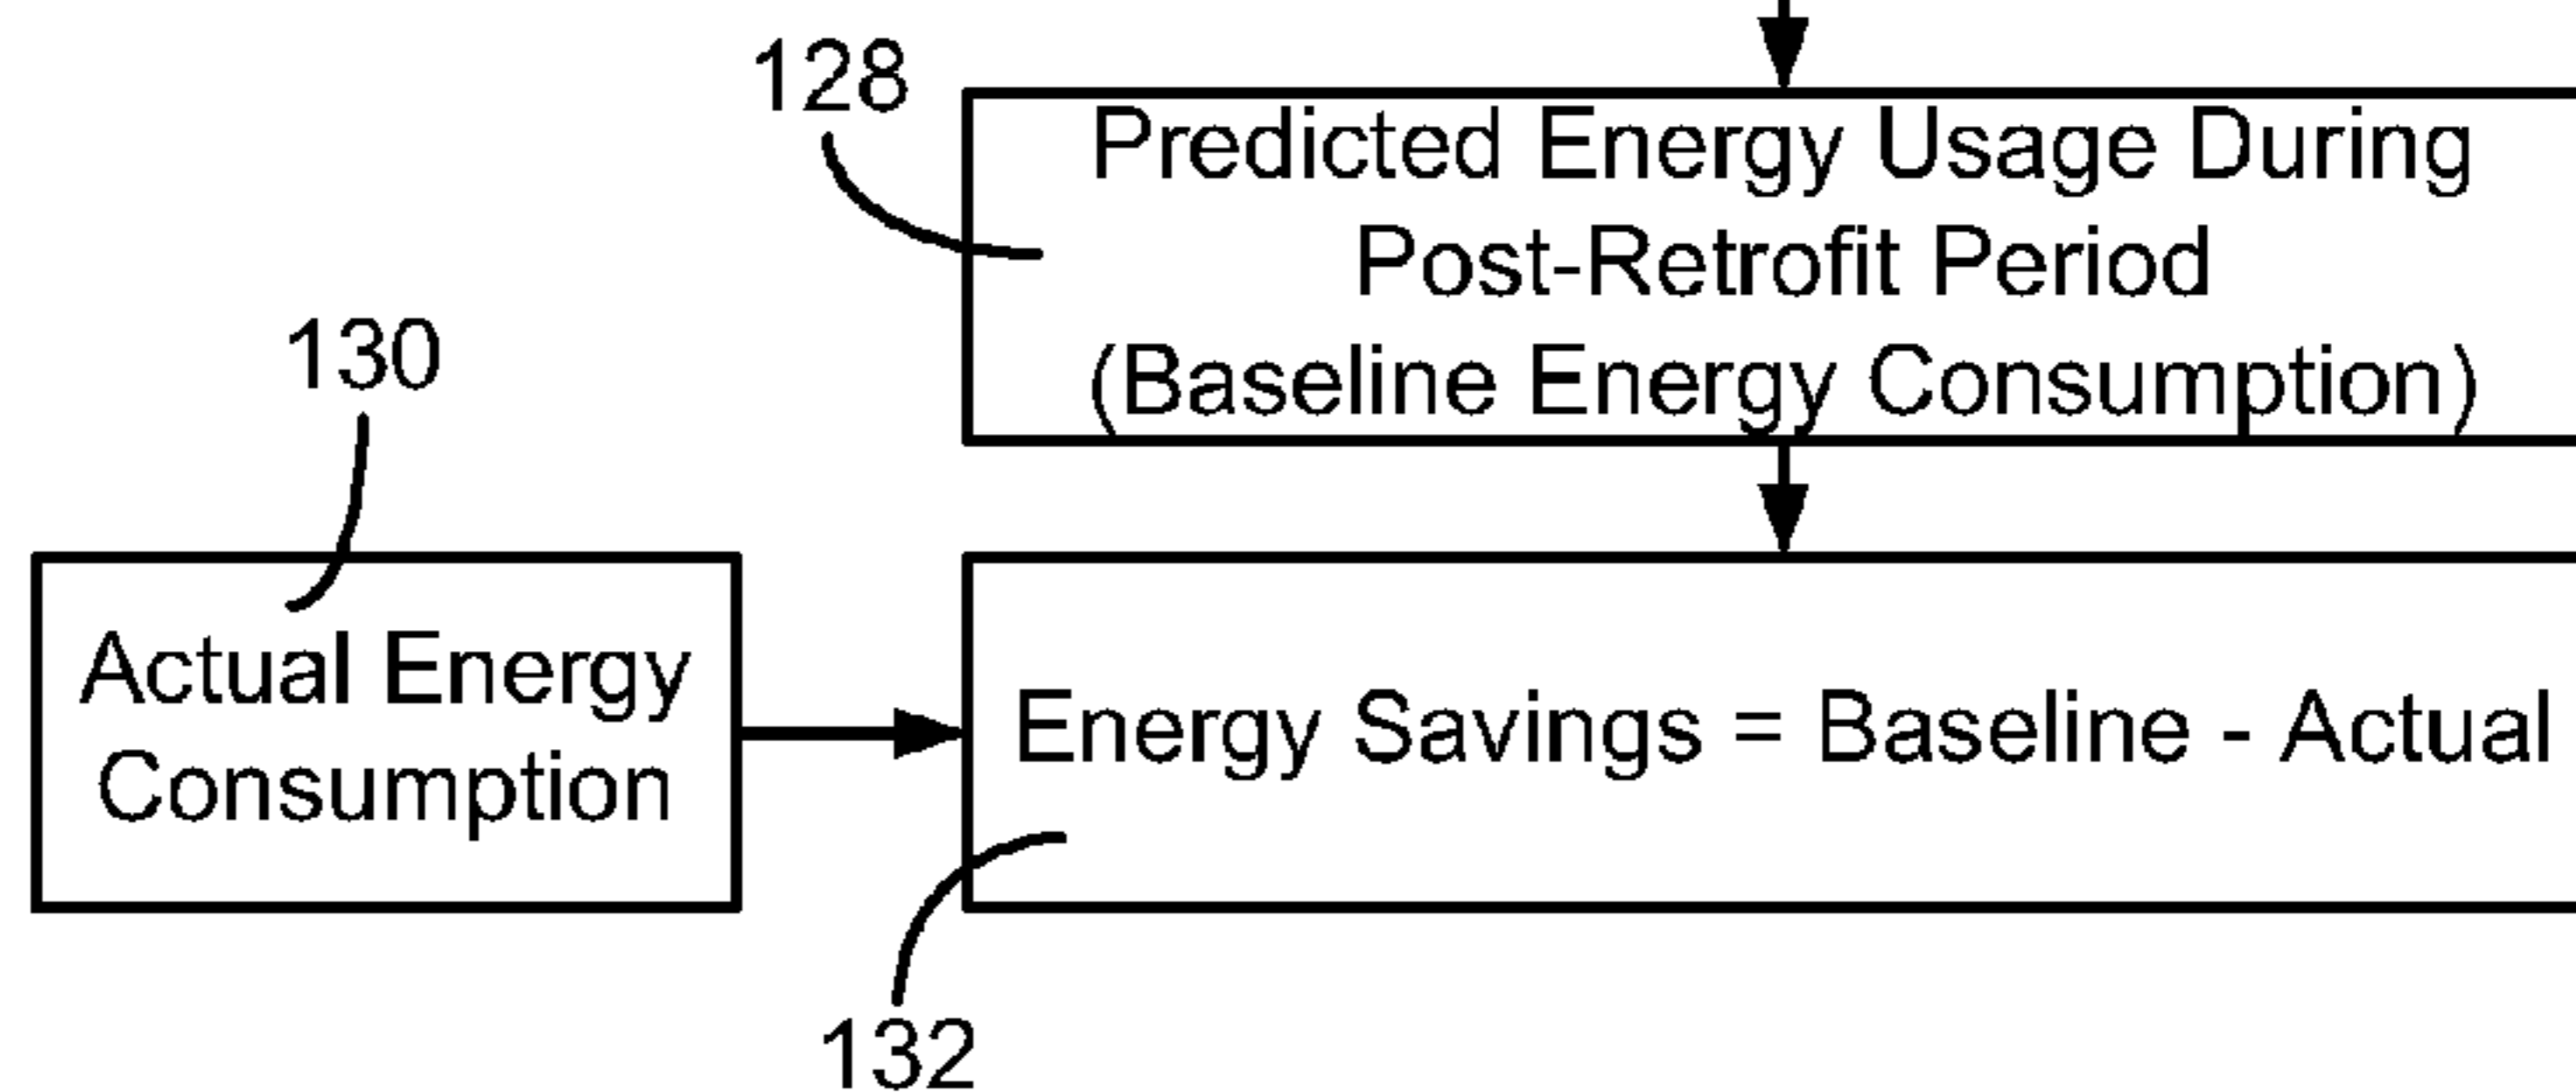 128
Predicted Energy Usage During
Post-Retrofit Period
(Baseline Energy Consumption)
130
Actual Energy
Consumption
Energy Savings = Baseline - Actual
132